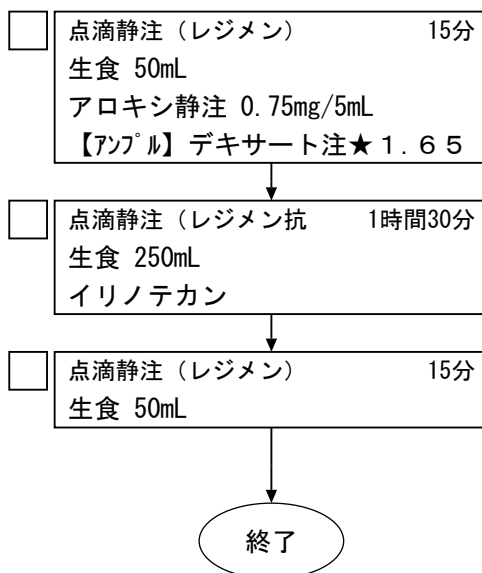 点滴静注（レジメン） 15分
生食 50mL
アロキシ静注 0.75mg/5mL
【ｱﾝﾌﾟﾙ】デキサート注★１．６５
点滴静注（レジメン抗 1時間30分
生食 250mL
イリノテカン
点滴静注（レジメン） 15分
生食 50mL
終了